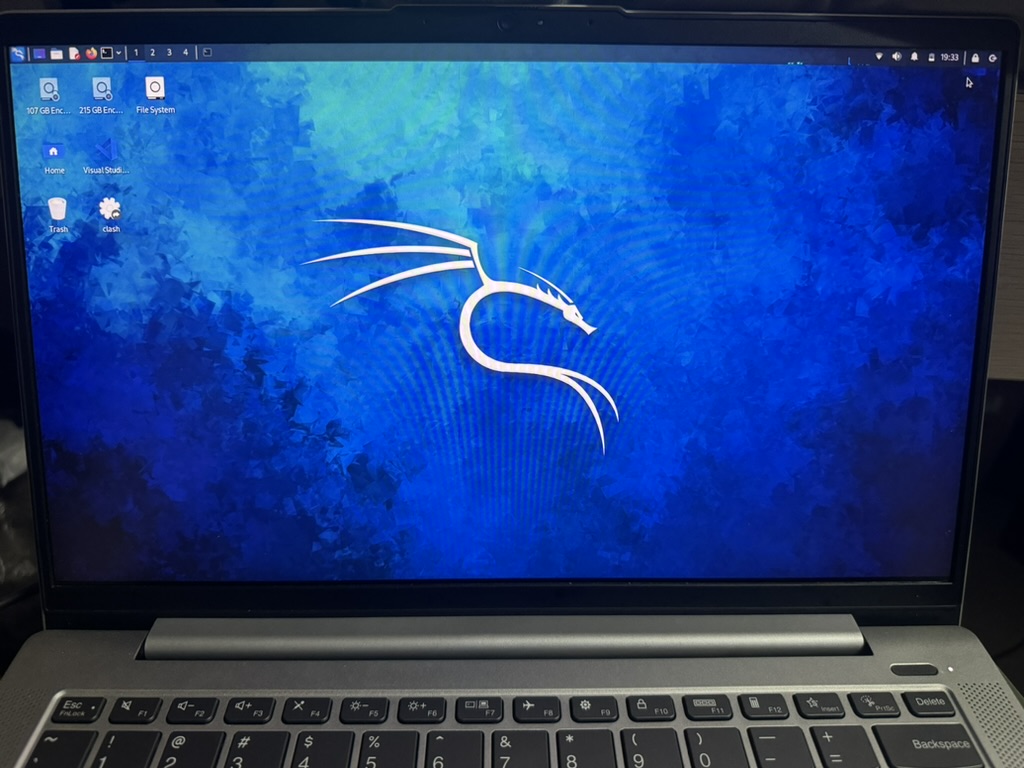 1 2 3 4
19:33
107 GB Enc... 215 GB Enc... File System
Home Visual Studi...
Trash clash
Esc F1 F2 F3 F4 F5 F6 F7 F8 F9 F10 F11 F12 Insert PrtSc Delete
FnLock
~ ! @ # $ % ^ & * ( ) — + Backspace
1 2 3 4 5 6 7 8 9 0 - =